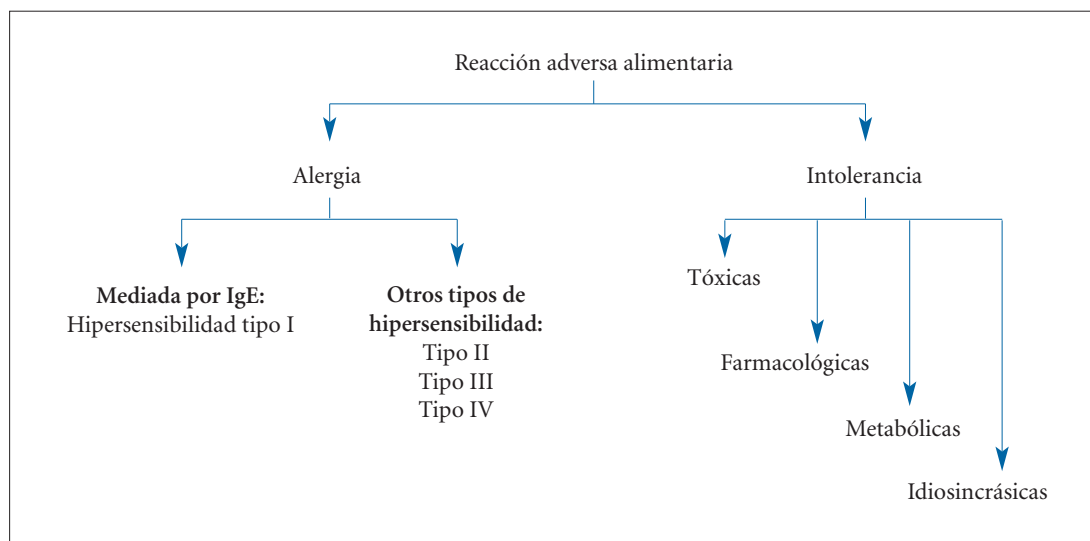 Reacción adversa alimentaria
Alergia
Intolerancia
Mediada por IgE:
Hipersensibilidad tipo I
Otros tipos de
hipersensibilidad:
Tipo II
Tipo III
Tipo IV
Tóxicas
Farmacológicas
Metabólicas
Idiosincrásicas